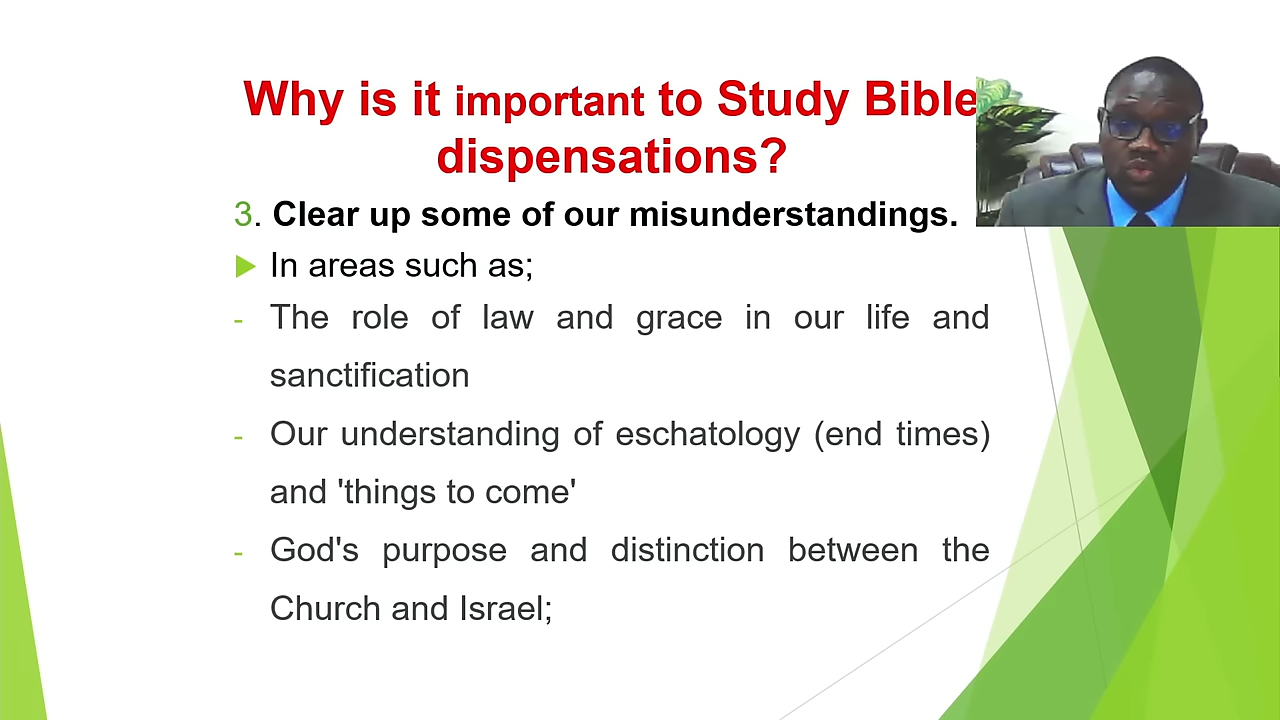 Why is it important to Study Bible
dispensations?
3. Clear up some of our misunderstandings.
In areas such as;
- The role of law and grace in our life and
sanctification
- Our understanding of eschatology (end times)
and 'things to come'
- God's purpose and distinction between the
Church and Israel;